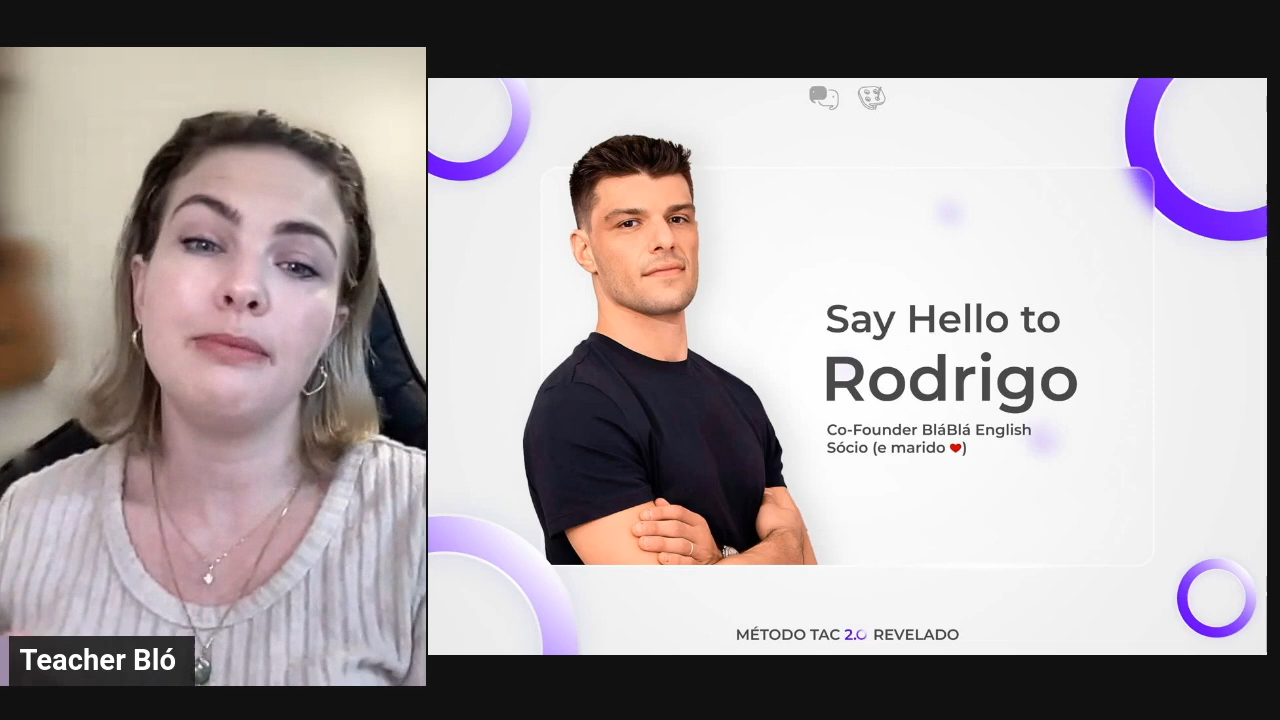 Teacher Bló
Say Hello to
Rodrigo
Co-Founder BláBlá English
Sócio (e marido ❤)
MÉTODO TAC 2.0 REVELADO